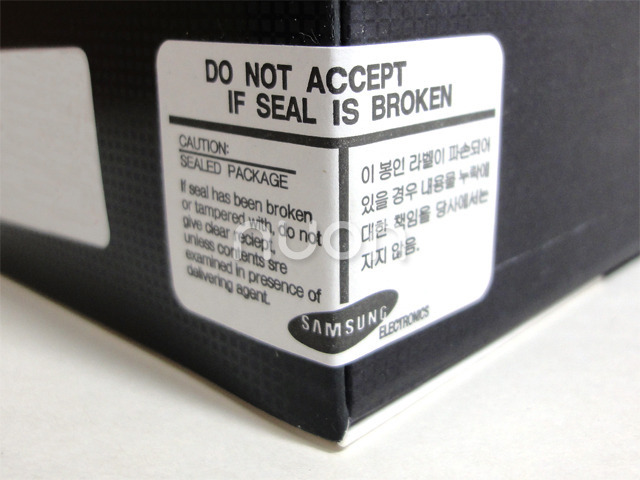 DO NOT ACCEPT
IF SEAL IS BROKEN
CAUTION:
SEALED PACKAGE
If seal has been broken
or tampered with, do not
give clear reciept,
unless contents sre
examined in presence of
delivering agent.
이 봉인 라벨이 파손되어
있을 경우 내용물 누락에
대한 책임을 당사에서는
지지 않음.
SAMSUNG
ELECTRONICS